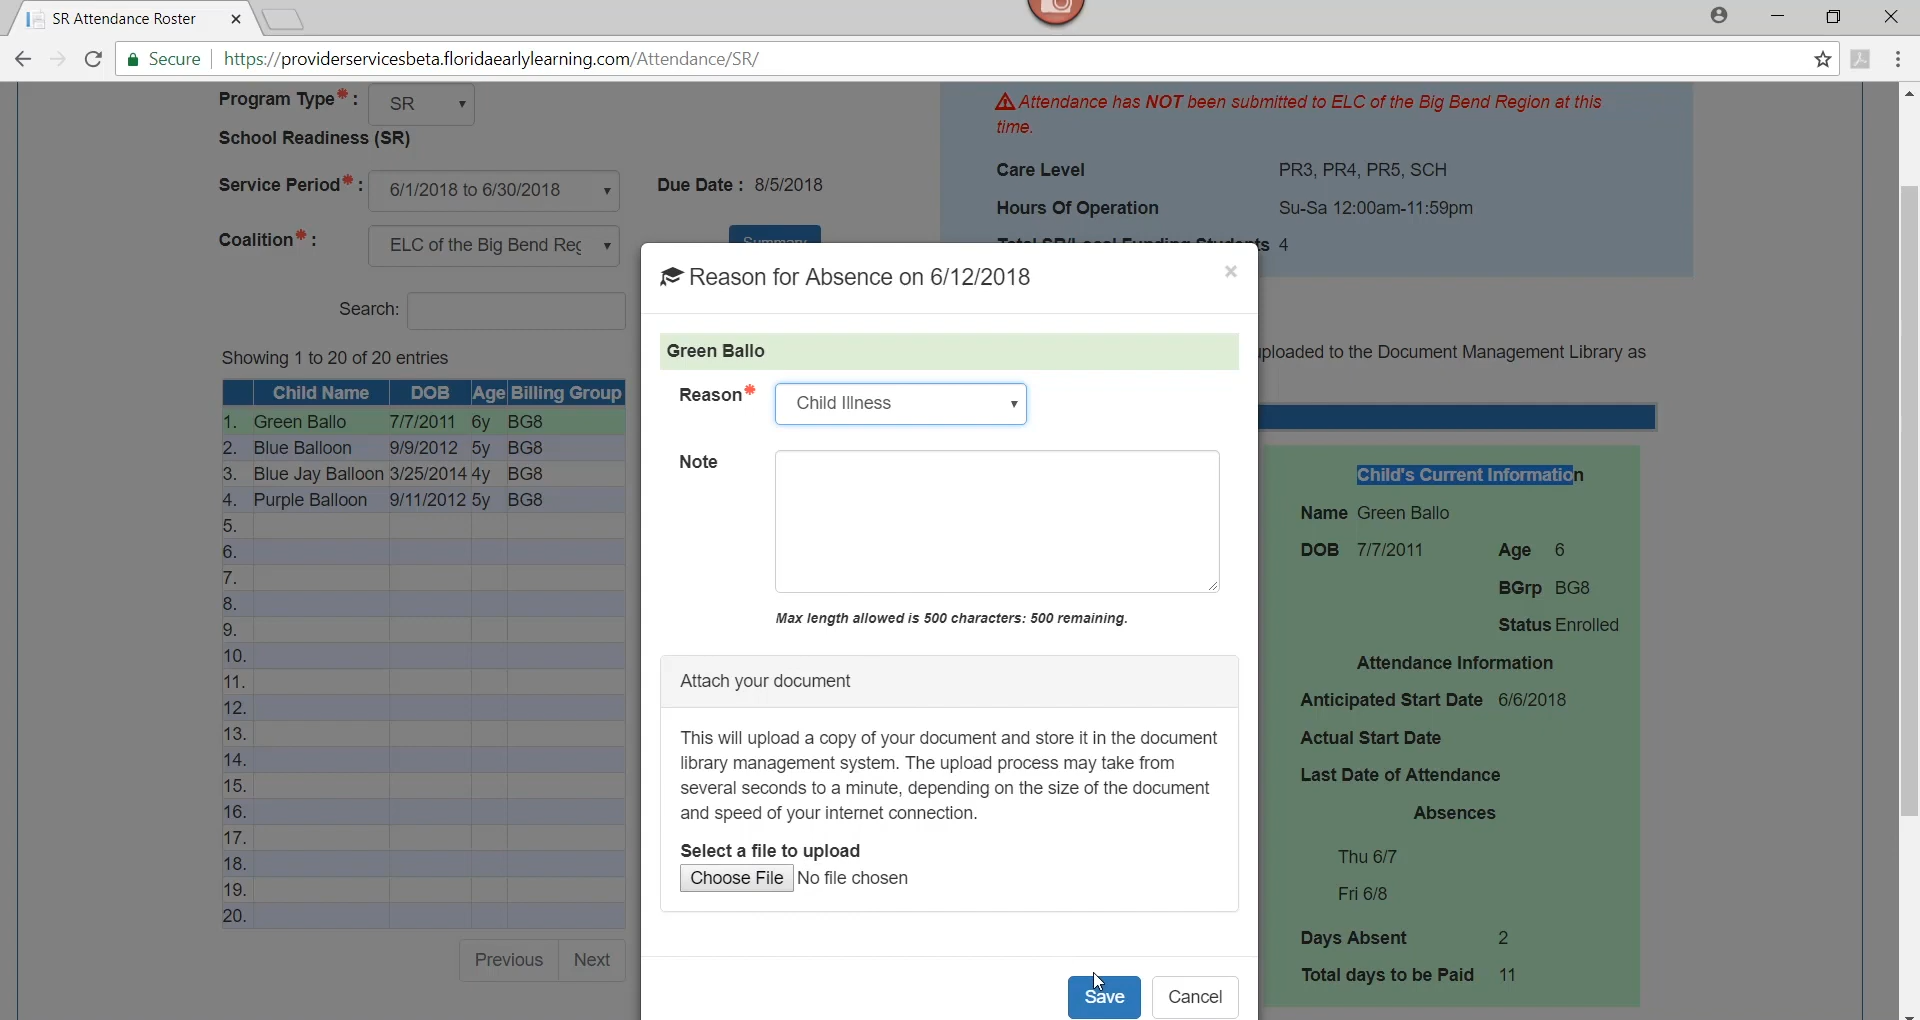 SR Attendance Roster
Secure https://providerservicesbeta.floridaearlylearning.com/Attendance/SR/
Program Type* : SR
School Readiness (SR)
Service Period* : 6/1/2018 to 6/30/2018 Due Date : 8/5/2018
Coalition* : ELC of the Big Bend Reg
Summary
Search:
Showing 1 to 20 of 20 entries
Child Name DOB Age Billing Group
1. Green Ballo 7/7/2011 6y BG8
2. Blue Balloon 9/9/2012 5y BG8
3. Blue Jay Balloon 3/25/2014 4y BG8
4. Purple Balloon 9/11/2012 5y BG8
5.
6.
7.
8.
9.
10.
11.
12.
13.
14.
15.
16.
17.
18.
19.
20.
Previous Next
Attendance has NOT been submitted to ELC of the Big Bend Region at this
time.
Care Level PR3, PR4, PR5, SCH
Hours Of Operation Su-Sa 12:00am-11:59pm
Total SR/Local Funding Students 4
uploaded to the Document Management Library as
Reason for Absence on 6/12/2018 ×
Green Ballo
Reason* Child Illness
Note
Max length allowed is 500 characters: 500 remaining.
Attach your document
This will upload a copy of your document and store it in the document
library management system. The upload process may take from
several seconds to a minute, depending on the size of the document
and speed of your internet connection.
Select a file to upload
Choose File No file chosen
Save Cancel
Child's Current Information
Name Green Ballo
DOB 7/7/2011 Age 6
BGrp BG8
Status Enrolled
Attendance Information
Anticipated Start Date 6/6/2018
Actual Start Date
Last Date of Attendance
Absences
Thu 6/7
Fri 6/8
Days Absent 2
Total days to be Paid 11